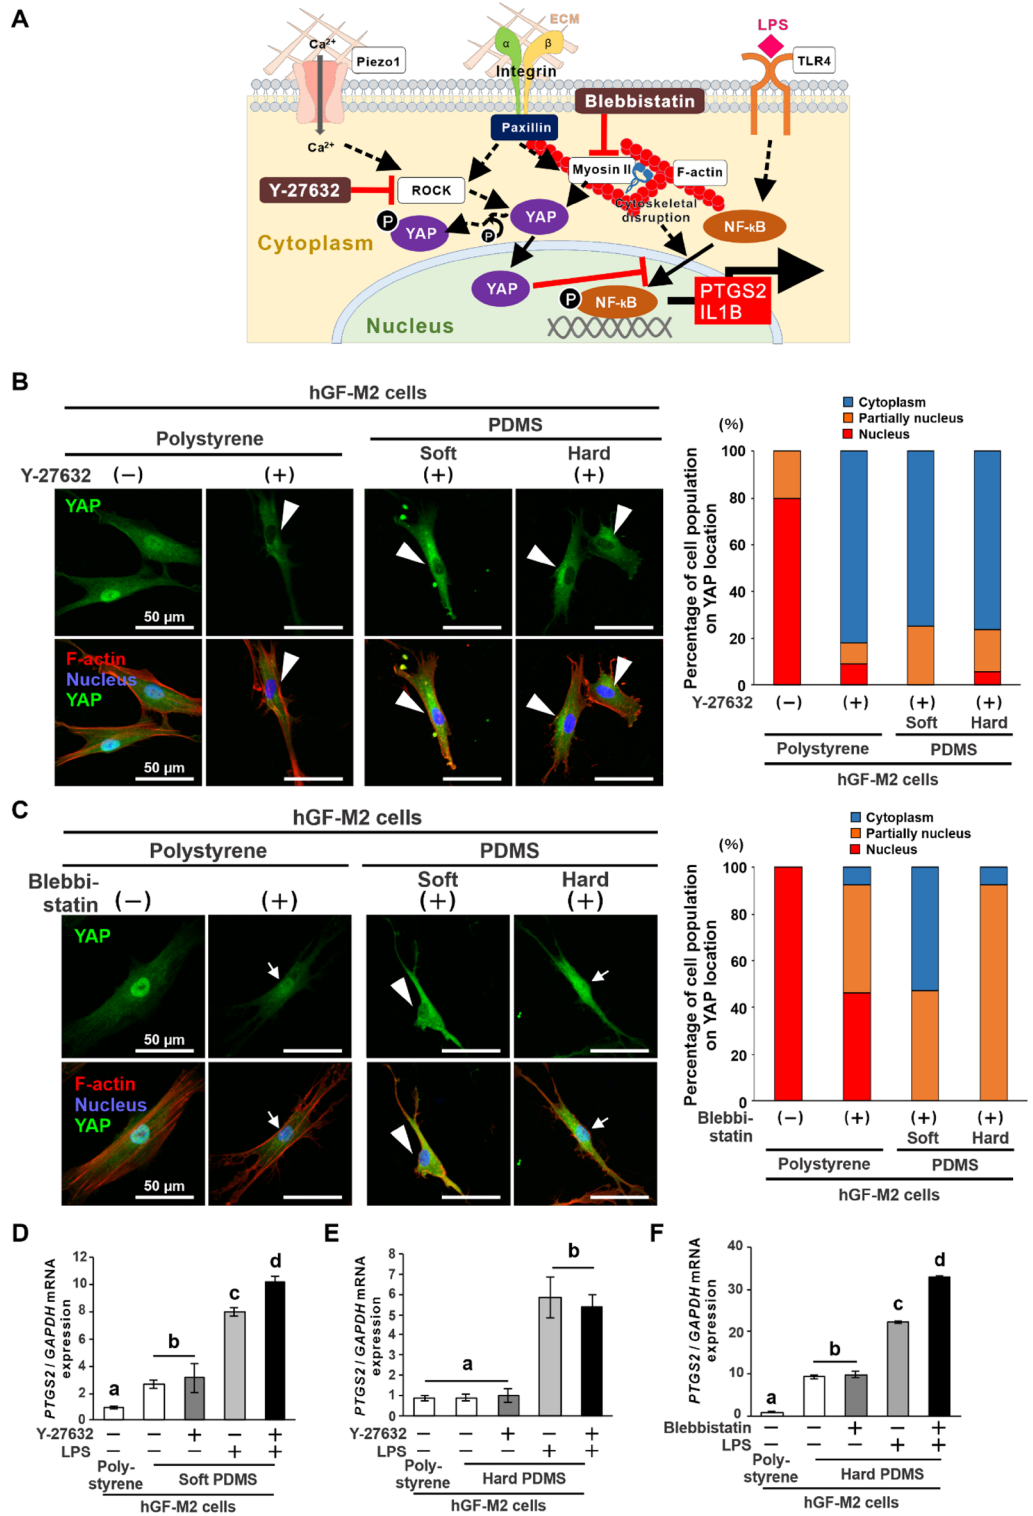 A
ECM
LPS
Ca2+
Piezo1
α
β
Integrin
TLR4
Blebbistatin
Ca2+
Paxillin
Myosin II
F-actin
Y-27632
ROCK
Cytoskeletal
disruption
P
YAP
P
YAP
NF-κB
Cytoplasm
YAP
P
NF-κB
PTGS2
IL1B
Nucleus
B
hGF-M2 cells
Polystyrene
PDMS
Soft
Hard
Y-27632 (−) (+) (+) (+)
YAP
50 µm
F-actin
Nucleus
YAP
50 µm
Cytoplasm
Partially nucleus
Nucleus
(%)
Percentage of cell population
on YAP location
100
80
60
40
20
0
Y-27632 (−) (+) (+) (+)
Soft Hard
Polystyrene PDMS
hGF-M2 cells
C
hGF-M2 cells
Polystyrene PDMS
Blebbi-
statin (−) (+) Soft (+) Hard (+)
YAP
50 µm
F-actin
Nucleus
YAP
50 µm
Cytoplasm
Partially nucleus
Nucleus
(%)
Percentage of cell population
on YAP location
100
80
60
40
20
0
Blebbi-
statin (−) (+) (+) (+)
Soft Hard
Polystyrene PDMS
hGF-M2 cells
D
PTGS2 / GAPDH mRNA
expression
12
10
8
6
4
2
0
a b c d
Y-27632 − − + − +
LPS − − − + +
Poly-
styrene
Soft PDMS
hGF-M2 cells
E
PTGS2 / GAPDH mRNA
expression
8
7
6
5
4
3
2
1
0
a b
Y-27632 − − + − +
LPS − − − + +
Poly-
styrene
Hard PDMS
hGF-M2 cells
F
PTGS2 / GAPDH mRNA
expression
40
30
20
10
0
a b c d
Blebbistatin − − + − +
LPS − − − + +
Poly-
styrene
Hard PDMS
hGF-M2 cells